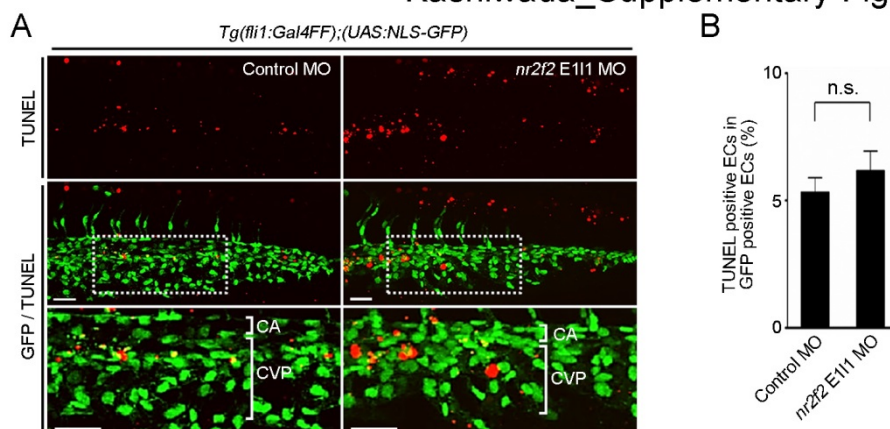 A
B
Tg(fli1:Gal4FF);(UAS:NLS-GFP)
Control MO
nr2f2 E1I1 MO
TUNEL
GFP / TUNEL
CA
CVP
CA
CVP
TUNEL positive ECs in
GFP positive ECs (%)
10
5
0
n.s.
Control MO
nr2f2 E1I1 MO